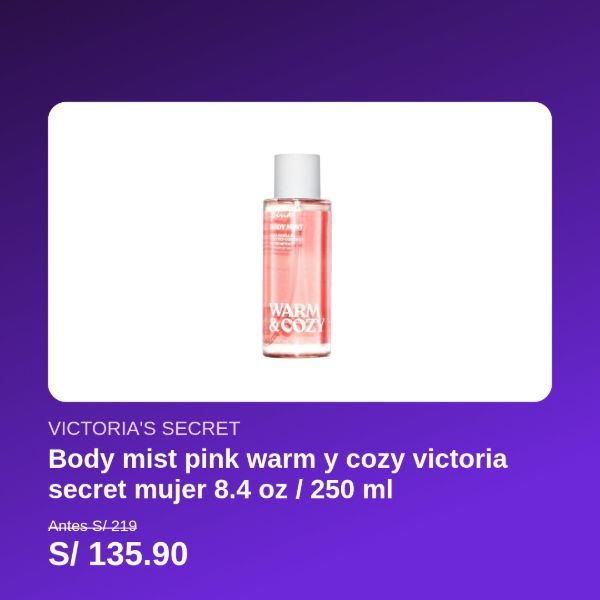 pink
BODY MIST
WARM
& COZY
VICTORIA'S SECRET
Body mist pink warm y cozy victoria
secret mujer 8.4 oz / 250 ml
Antes S/ 219
S/ 135.90